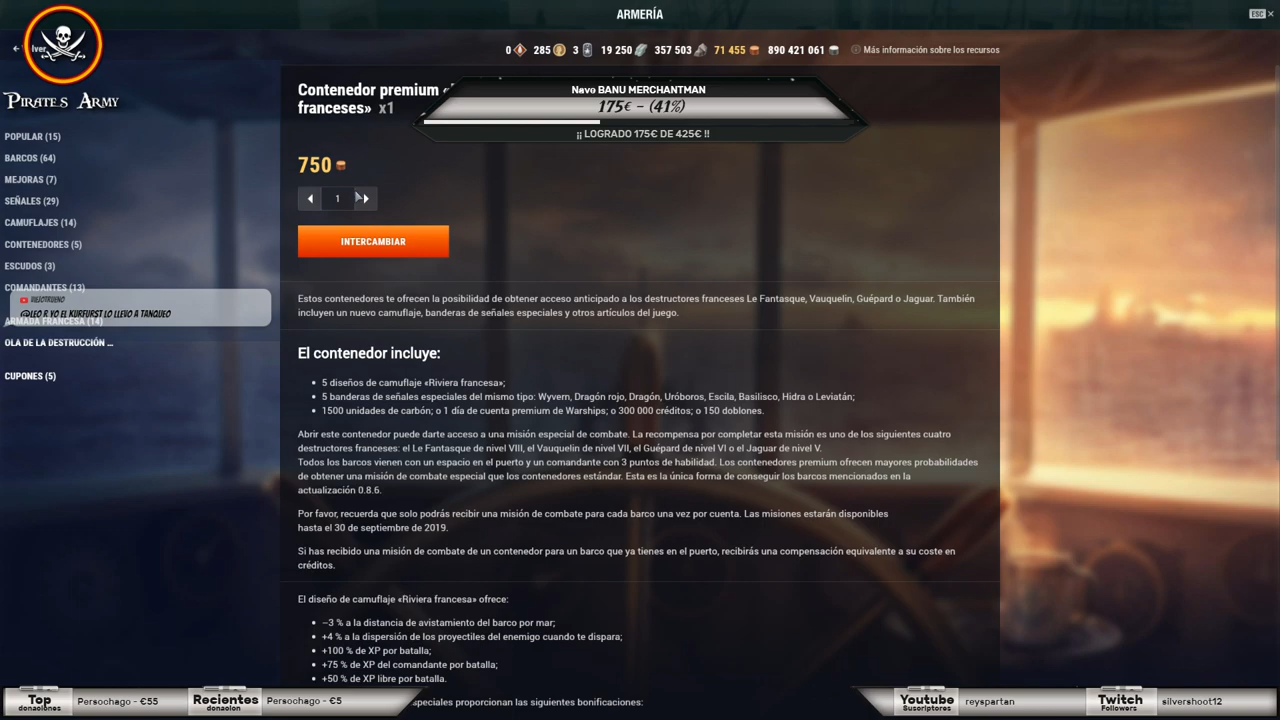 ARMERÍA
ESC
PIRATE'S ARMY
0 285 3 19 250 357 503 71 455 890 421 061 Más información sobre los recursos
Contenedor premium
franceses» x1
Navo BANU MERCHANTMAN
175€ - (41%)
¡¡ LOGRADO 175€ DE 425€ !!
750
1
INTERCAMBIAR
POPULAR (15)
BARCOS (64)
MEJORAS (7)
SEÑALES (29)
CAMUFLAJES (14)
CONTENEDORES (5)
ESCUDOS (3)
COMANDANTES (13)
VIEJOTRUENO
@LEO R YO EL KURFURST LO LLEVO A TANQUEO
ARMADA FRANCESA (14)
OLA DE LA DESTRUCCIÓN ...
CUPONES (5)
Estos contenedores te ofrecen la posibilidad de obtener acceso anticipado a los destructores franceses Le Fantasque, Vauquelin, Guépard o Jaguar. También
incluyen un nuevo camuflaje, banderas de señales especiales y otros artículos del juego.
El contenedor incluye:
5 diseños de camuflaje «Riviera francesa»;
5 banderas de señales especiales del mismo tipo: Wyvern, Dragón rojo, Dragón, Uróboros, Escila, Basilisco, Hidra o Leviatán;
1500 unidades de carbón; o 1 día de cuenta premium de Warships; o 300 000 créditos; o 150 doblones.
Abrir este contenedor puede darte acceso a una misión especial de combate. La recompensa por completar esta misión es uno de los siguientes cuatro
destructores franceses: el Le Fantasque de nivel VIII, el Vauquelin de nivel VII, el Guépard de nivel VI o el Jaguar de nivel V.
Todos los barcos vienen con un espacio en el puerto y un comandante con 3 puntos de habilidad. Los contenedores premium ofrecen mayores probabilidades
de obtener una misión de combate especial que los contenedores estándar. Esta es la única forma de conseguir los barcos mencionados en la
actualización 0.8.6.
Por favor, recuerda que solo podrás recibir una misión de combate para cada barco una vez por cuenta. Las misiones estarán disponibles
hasta el 30 de septiembre de 2019.
Si has recibido una misión de combate de un contenedor para un barco que ya tienes en el puerto, recibirás una compensación equivalente a su coste en
créditos.
El diseño de camuflaje «Riviera francesa» ofrece:
–3 % a la distancia de avistamiento del barco por mar;
+4 % a la dispersión de los proyectiles del enemigo cuando te dispara;
+100 % de XP por batalla;
+75 % de XP del comandante por batalla;
+50 % de XP libre por batalla.
speciales proporcionan las siguientes bonificaciones:
Top donaciones Persochago - €55
Recientes donacion Persochago - €5
Youtube Suscriptores reyspartan
Twitch Followers silvershoot12